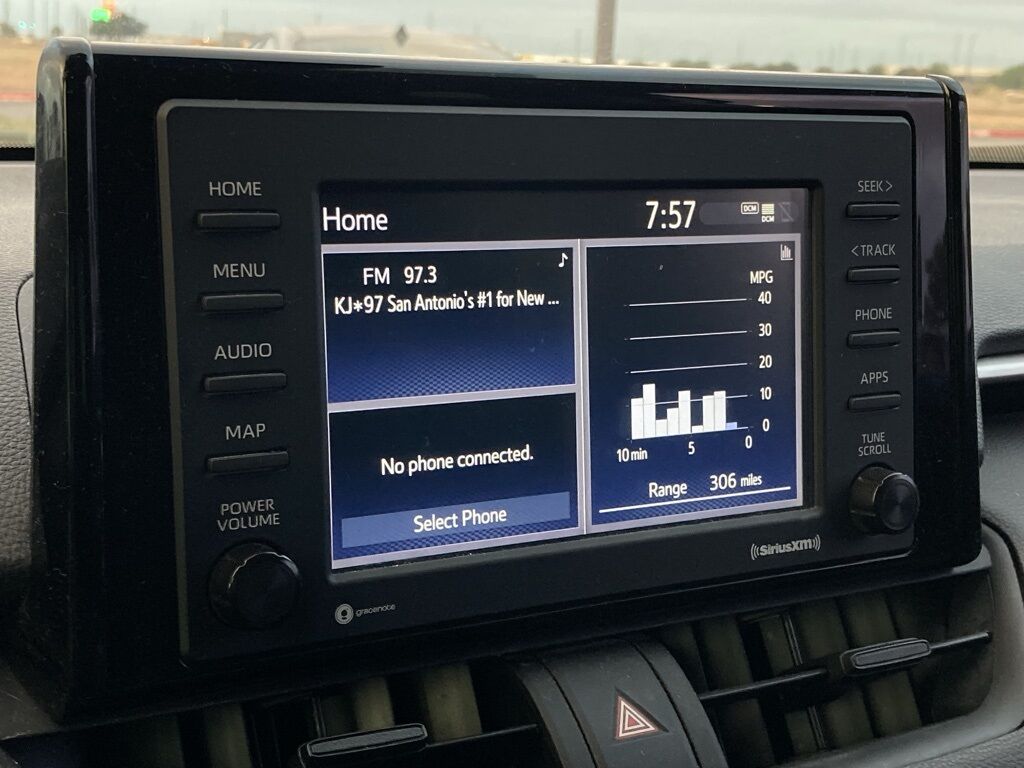 HOME
MENU
AUDIO
MAP
POWER
VOLUME
Home
7:57
DCM
DCM
FM 97.3
KJ*97 San Antonio's #1 for New ...
No phone connected.
Select Phone
MPG
40
30
20
10
0
10 min 5 0
Range 306 miles
SEEK>
<TRACK
PHONE
APPS
TUNE
SCROLL
gracenote
((SiriusXM))